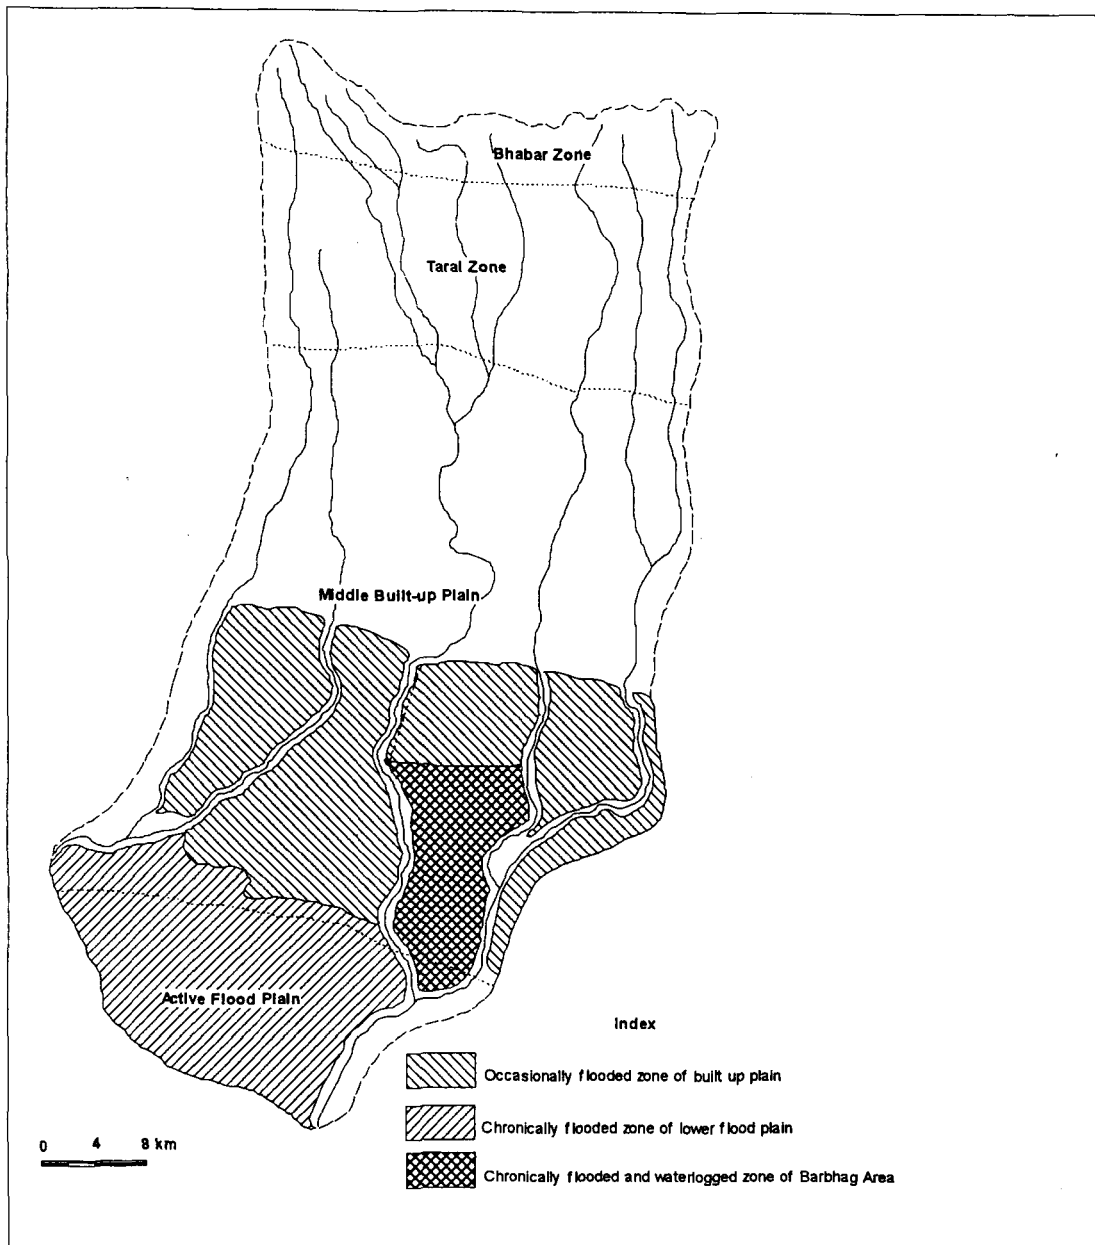 Bhabar Zone
Taral Zone
Middle Built-up Plain
Active Flood Plain
Index
Occasionally flooded zone of built up plain
Chronically flooded zone of lower flood plain
Chronically flooded and waterlogged zone of Barbhag Area
0 4 8 km